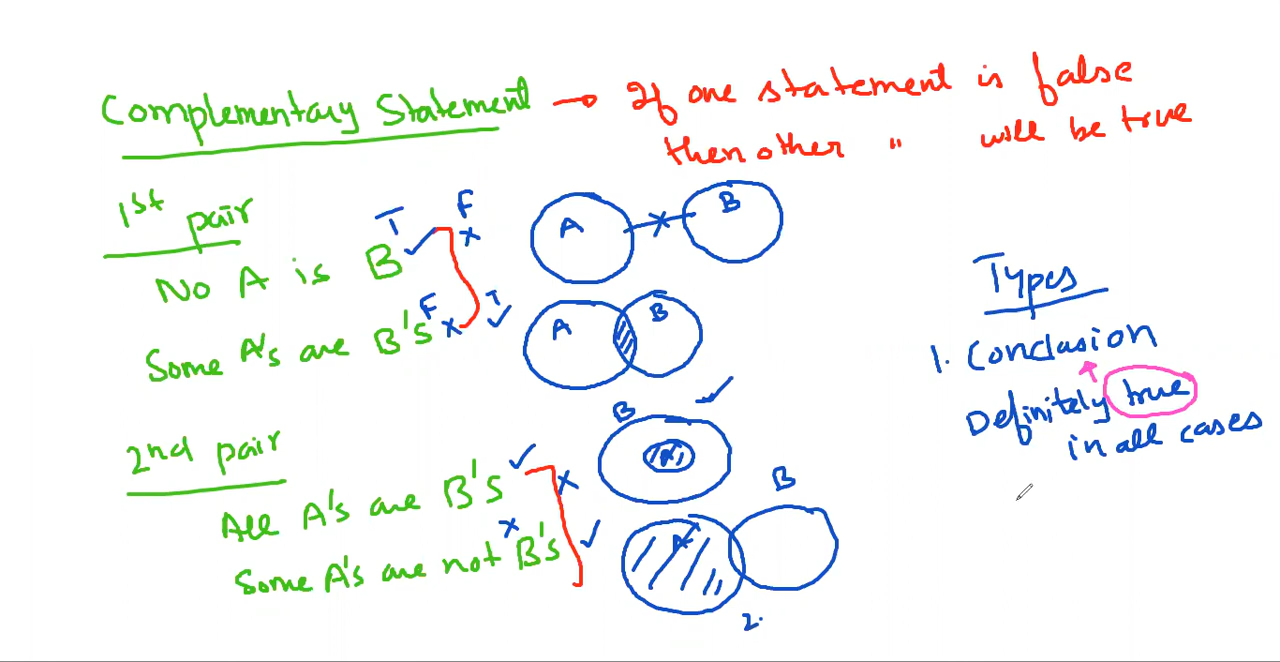 Complementary Statement → If one statement is false
then other " will be true
1st pair
T F
No A is B ✓ x
Some A's are B's x ✓
F T
A B
A B
Types
1. Conclusion
Definitely true
in all cases
2nd pair
All A's are B's ✓ x
Some A's are not B's x ✓
B
A
B
A
2.